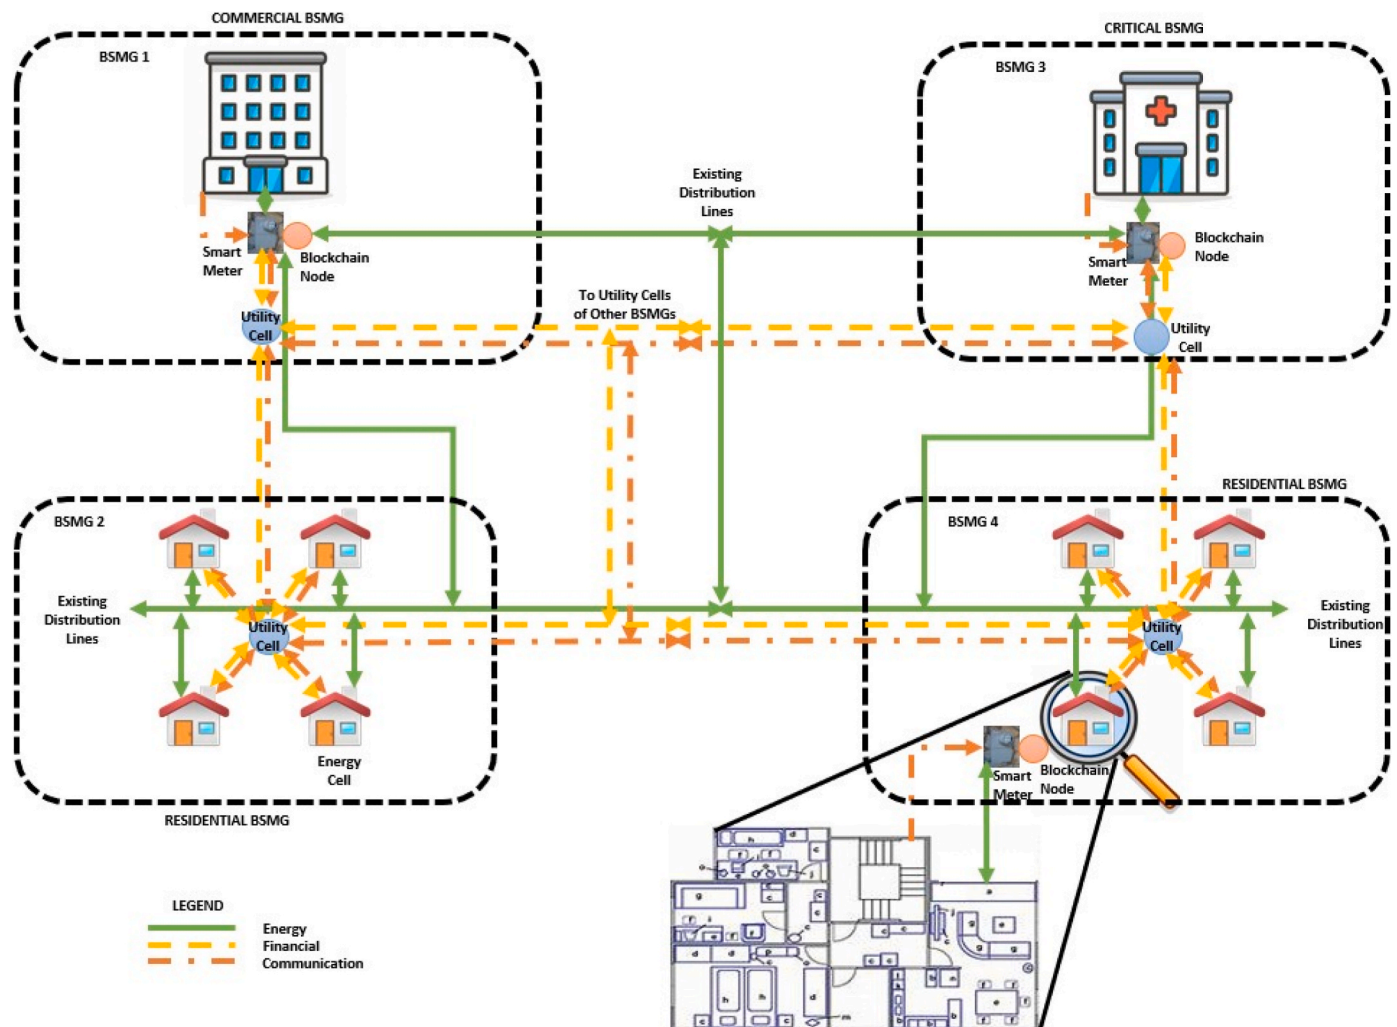 COMMERCIAL BSMG
BSMG 1
Smart
Meter
Blockchain
Node
Utility
Cell
Existing
Distribution
Lines
To Utility Cells
of Other BSMGs
CRITICAL BSMG
BSMG 3
Smart
Meter
Blockchain
Node
Utility
Cell
BSMG 2
Existing
Distribution
Lines
Utility
Cell
Energy
Cell
RESIDENTIAL BSMG
RESIDENTIAL BSMG
BSMG 4
Utility
Cell
Existing
Distribution
Lines
Smart
Meter
Blockchain
Node
LEGEND
Energy
Financial
Communication